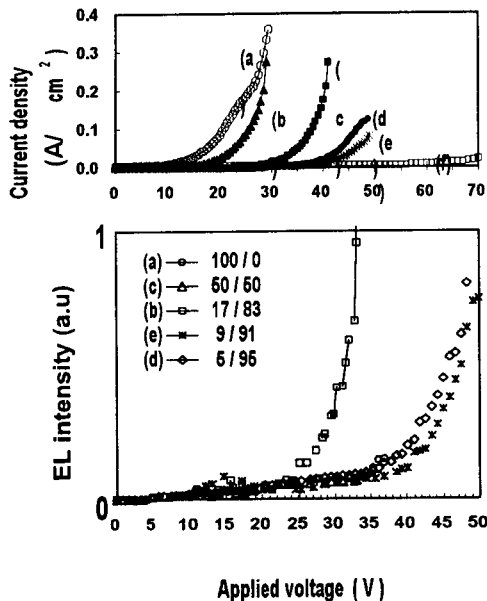 0.4
0.3
0.2
0.1
0.0
Current density
(A/ cm²)
(a
(b)
(
c
(d)
(e
0 10 20 30 40 50 60 70
1
0
EL intensity (a.u)
(a) 100 / 0
(c) 50 / 50
(b) 17 / 83
(e) 9 / 91
(d) 5 / 95
0 5 10 15 20 25 30 35 40 45 50
Applied voltage ( V )